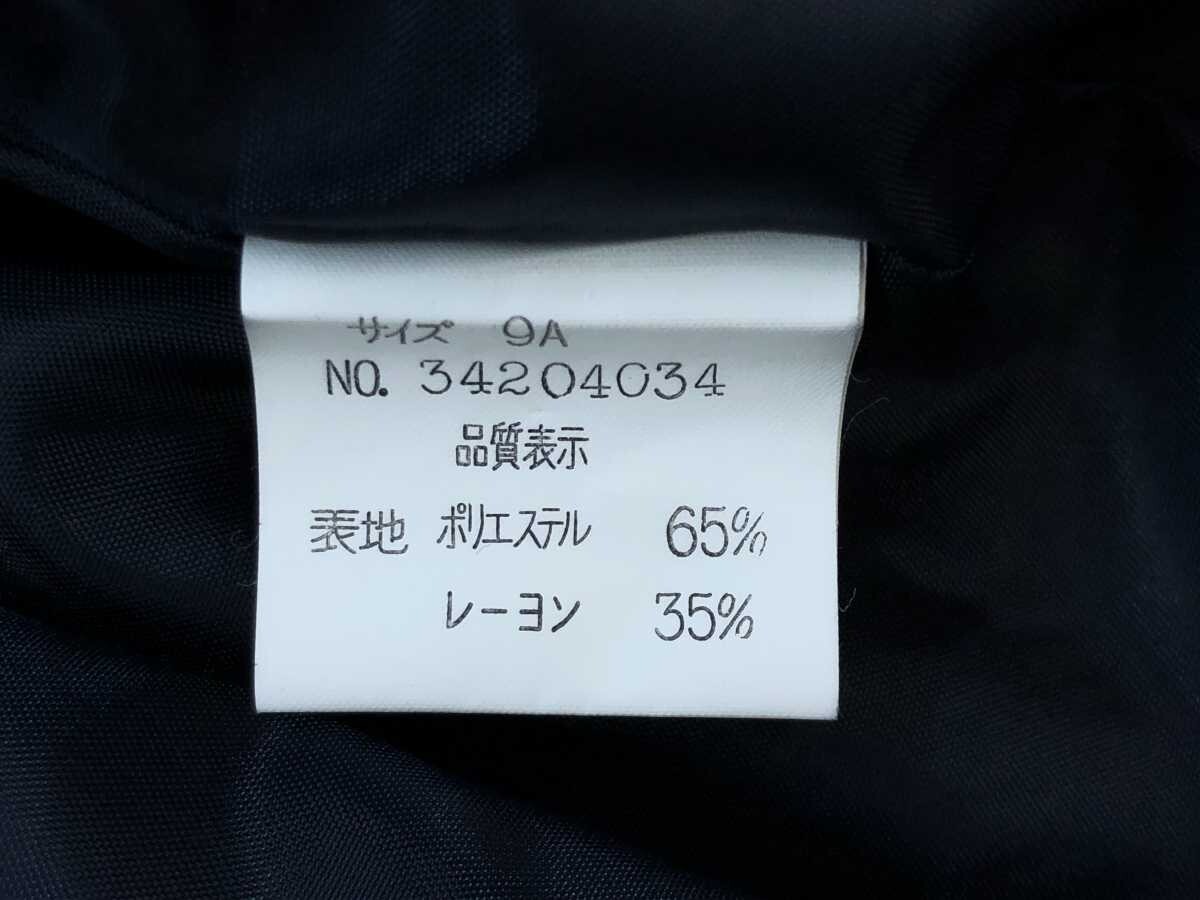 サイズ 9A
NO. 34204034
品質表示
表地 ポリエステル 65%
レーヨン 35%